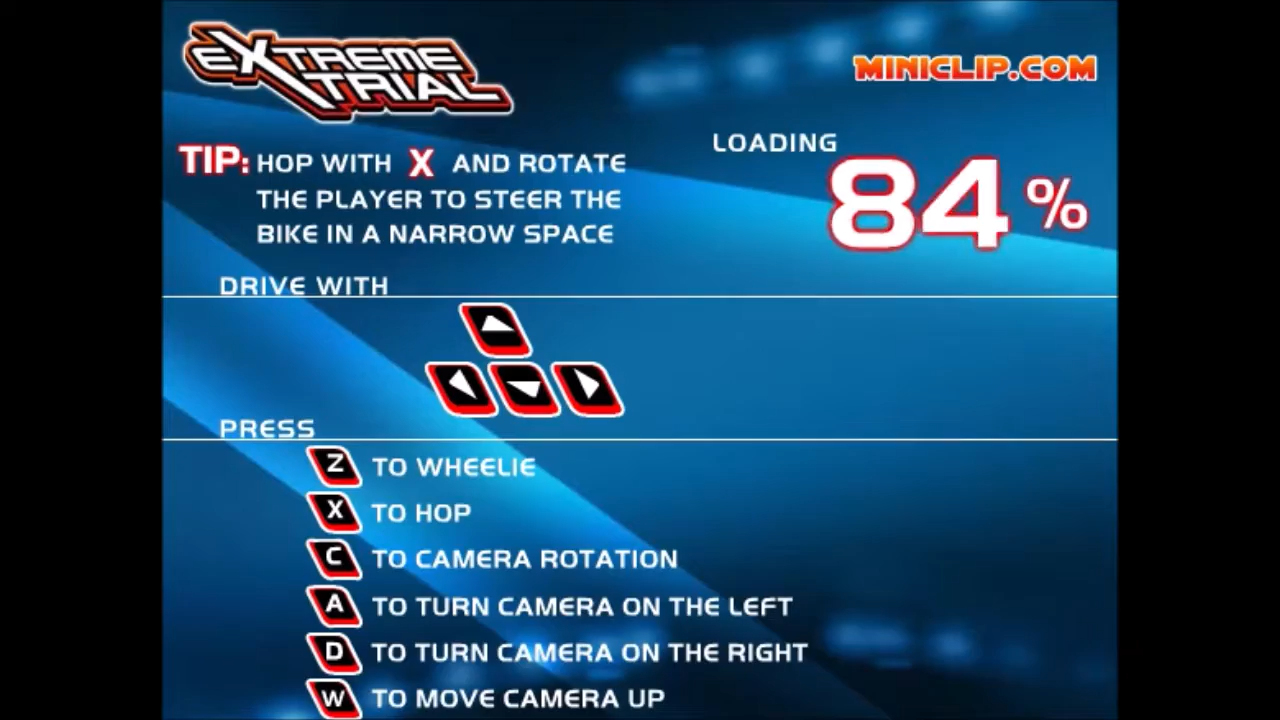 EXTREME
TRIAL
MINICLIP.COM
TIP: HOP WITH X AND ROTATE
THE PLAYER TO STEER THE
BIKE IN A NARROW SPACE
LOADING
84 %
DRIVE WITH
PRESS
Z TO WHEELIE
X TO HOP
C TO CAMERA ROTATION
A TO TURN CAMERA ON THE LEFT
D TO TURN CAMERA ON THE RIGHT
W TO MOVE CAMERA UP